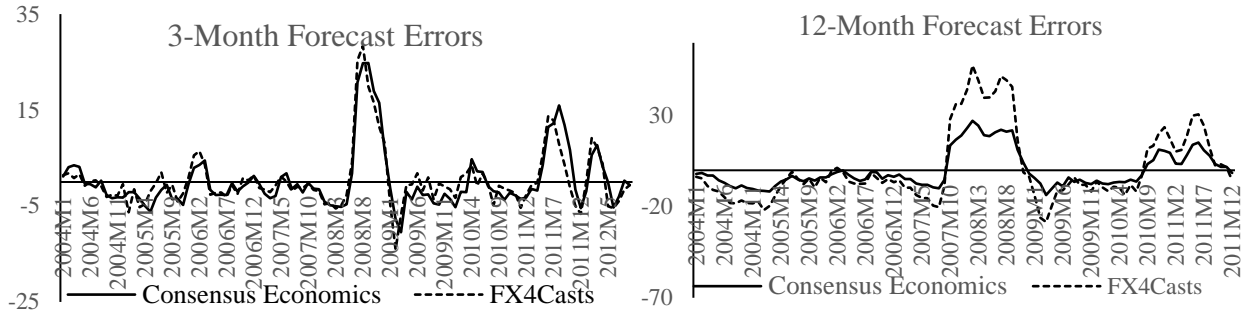 3-Month Forecast Errors
35
15
-5
-25
2004M1
2004M6
2004M11
2005M4
2005M9
2006M2
2006M7
2006M12
2007M5
2007M10
2008M3
2008M8
2009M1
2009M6
2009M11
2010M4
2010M9
2011M2
2011M7
2011M12
2012M5
Consensus Economics
FX4Casts
12-Month Forecast Errors
30
-20
-70
2004M1
2004M6
2004M11
2005M4
2005M9
2006M2
2006M7
2006M12
2007M5
2007M10
2008M3
2008M8
2009M1
2009M6
2009M11
2010M4
2010M9
2011M2
2011M7
2011M12
Consensus Economics
FX4Casts